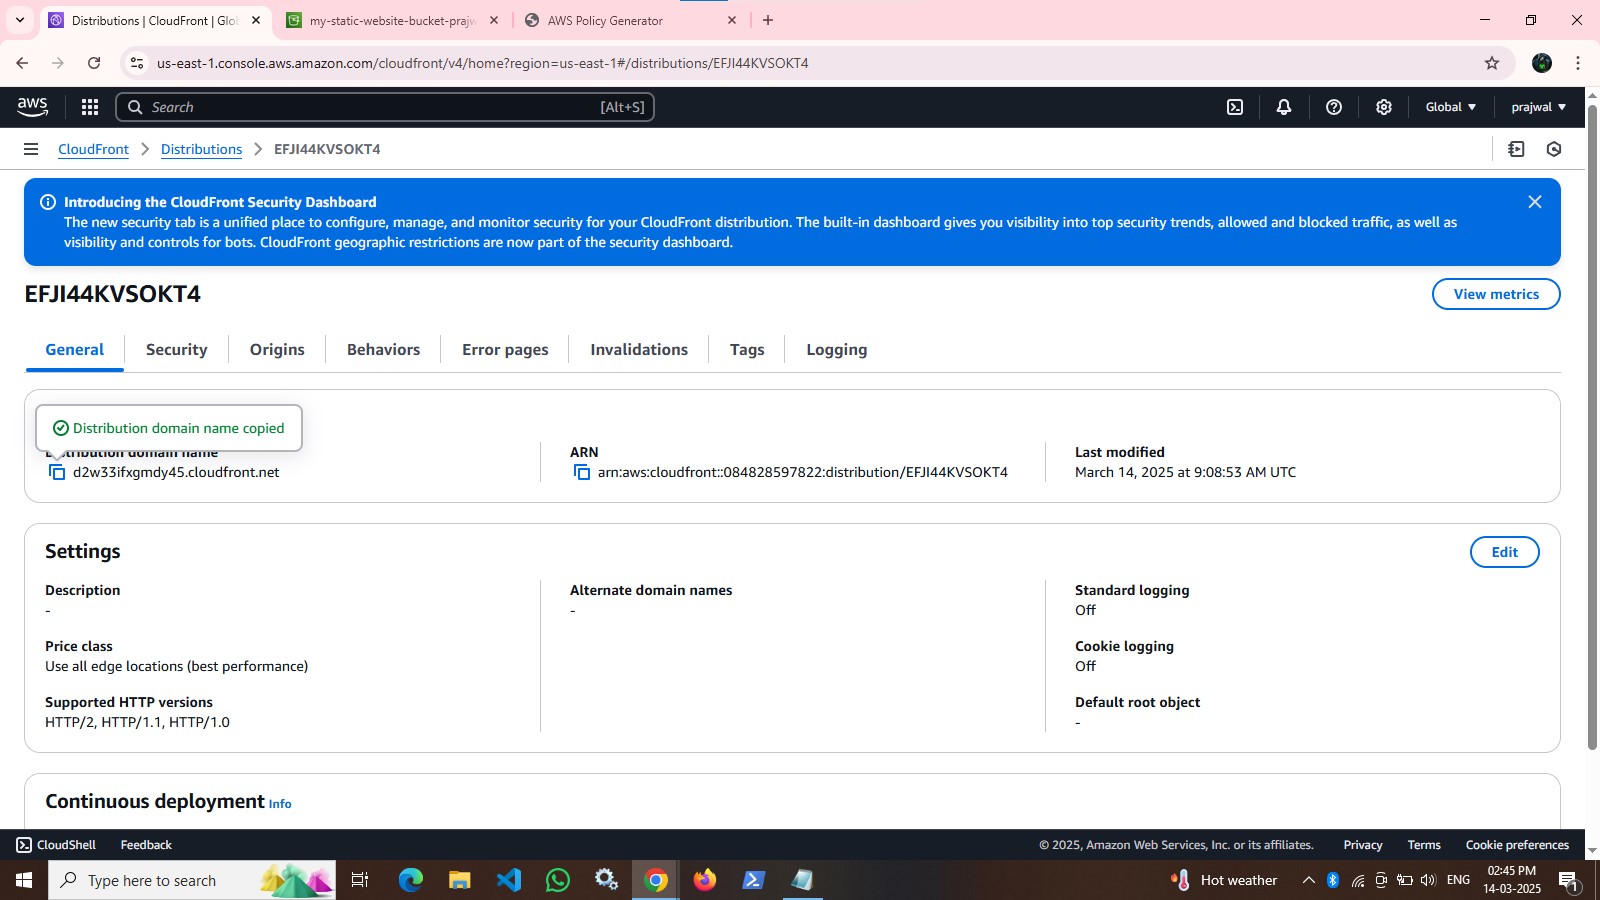 Distributions | CloudFront | Glo
my-static-website-bucket-prajw
AWS Policy Generator
us-east-1.console.aws.amazon.com/cloudfront/v4/home?region=us-east-1#/distributions/EFJI44KVSOKT4
aws
Search
[Alt+S]
Global
prajwal
CloudFront
Distributions
EFJI44KVSOKT4
Introducing the CloudFront Security Dashboard
The new security tab is a unified place to configure, manage, and monitor security for your CloudFront distribution. The built-in dashboard gives you visibility into top security trends, allowed and blocked traffic, as well as
visibility and controls for bots. CloudFront geographic restrictions are now part of the security dashboard.
EFJI44KVSOKT4
View metrics
General
Security
Origins
Behaviors
Error pages
Invalidations
Tags
Logging
Distribution domain name copied
Distribution domain name
d2w33ifxgmdy45.cloudfront.net
ARN
arn:aws:cloudfront::084828597822:distribution/EFJI44KVSOKT4
Last modified
March 14, 2025 at 9:08:53 AM UTC
Settings
Edit
Description
-
Price class
Use all edge locations (best performance)
Supported HTTP versions
HTTP/2, HTTP/1.1, HTTP/1.0
Alternate domain names
-
Standard logging
Off
Cookie logging
Off
Default root object
-
Continuous deployment Info
CloudShell
Feedback
© 2025, Amazon Web Services, Inc. or its affiliates.
Privacy
Terms
Cookie preferences
Type here to search
Hot weather
ENG
02:45 PM
14-03-2025
1